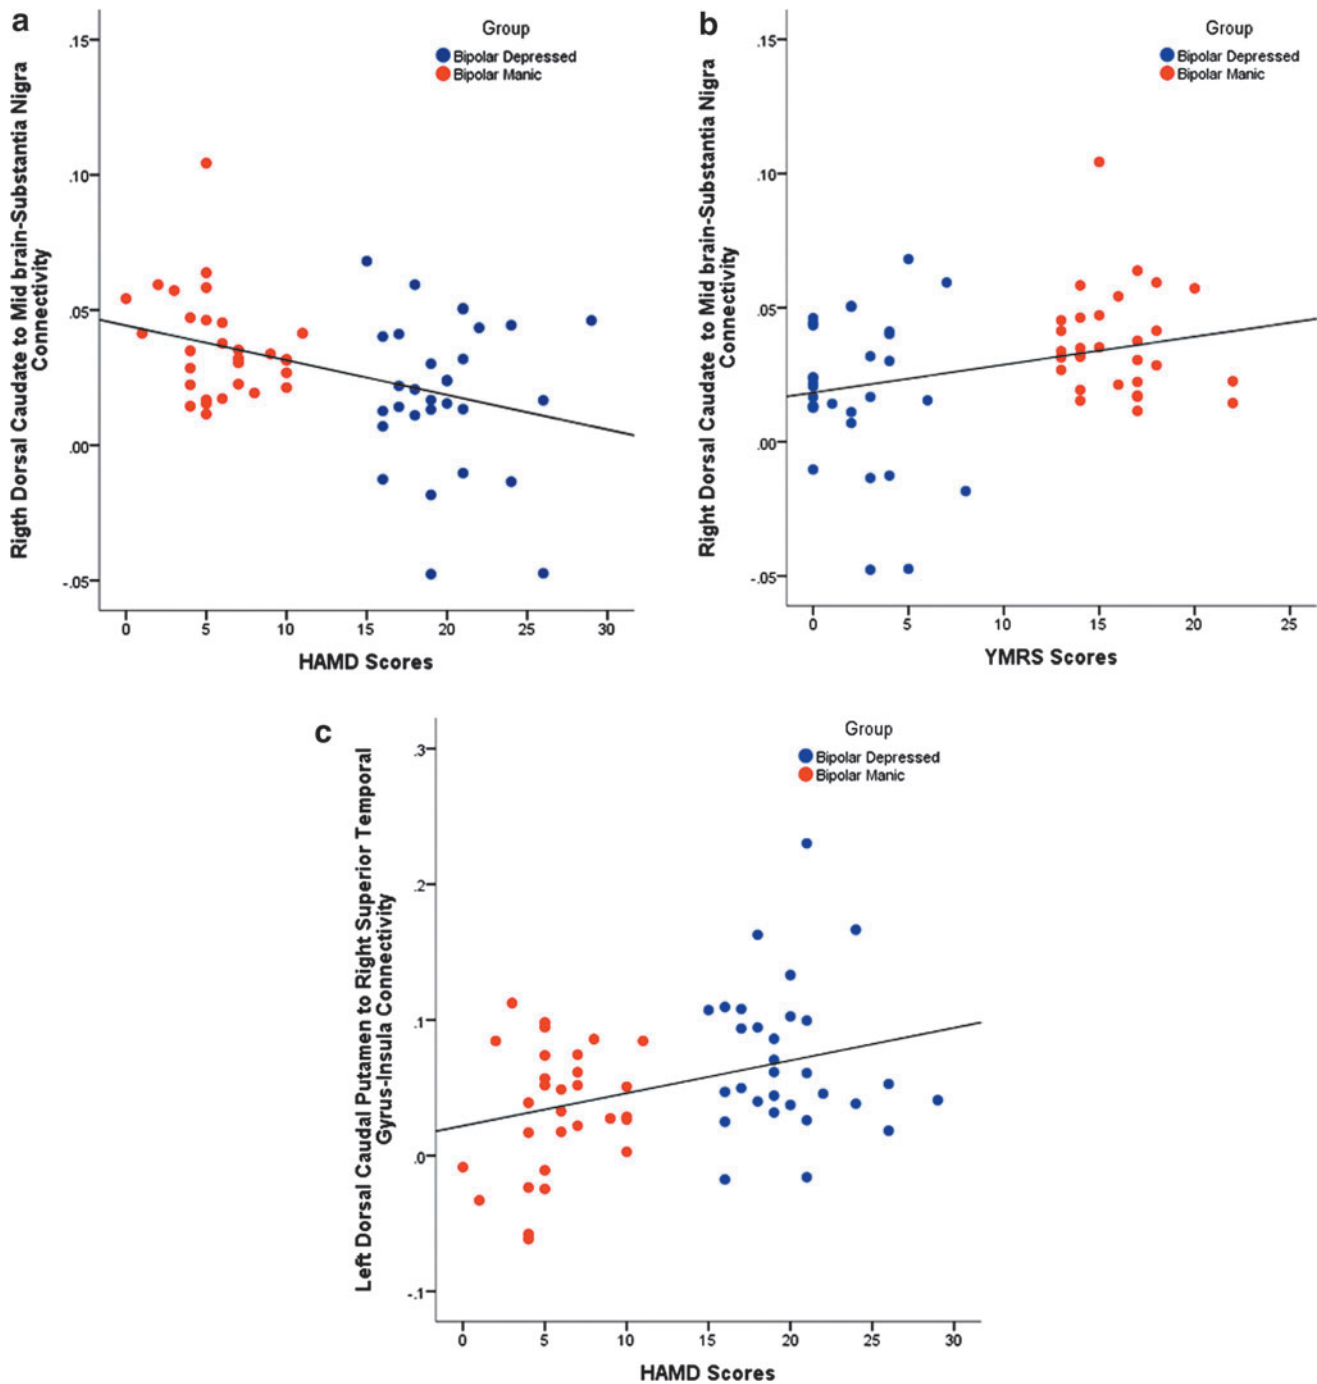 a
Group
Bipolar Depressed
Bipolar Manic
.15
.10
.05
.00
-.05
Rigth Dorsal Caudate to Mid brain-Substantia Nigra
Connectivity
0 5 10 15 20 25 30
HAMD Scores
b
Group
Bipolar Depressed
Bipolar Manic
.15
.10
.05
.00
-.05
Right Dorsal Caudate to Mid brain-Substantia Nigra
Connectivity
0 5 10 15 20 25
YMRS Scores
c
Group
Bipolar Depressed
Bipolar Manic
.3
.2
.1
.0
-.1
Left Dorsal Caudal Putamen to Right Superior Temporal
Gyrus-Insula Connectivity
0 5 10 15 20 25 30
HAMD Scores